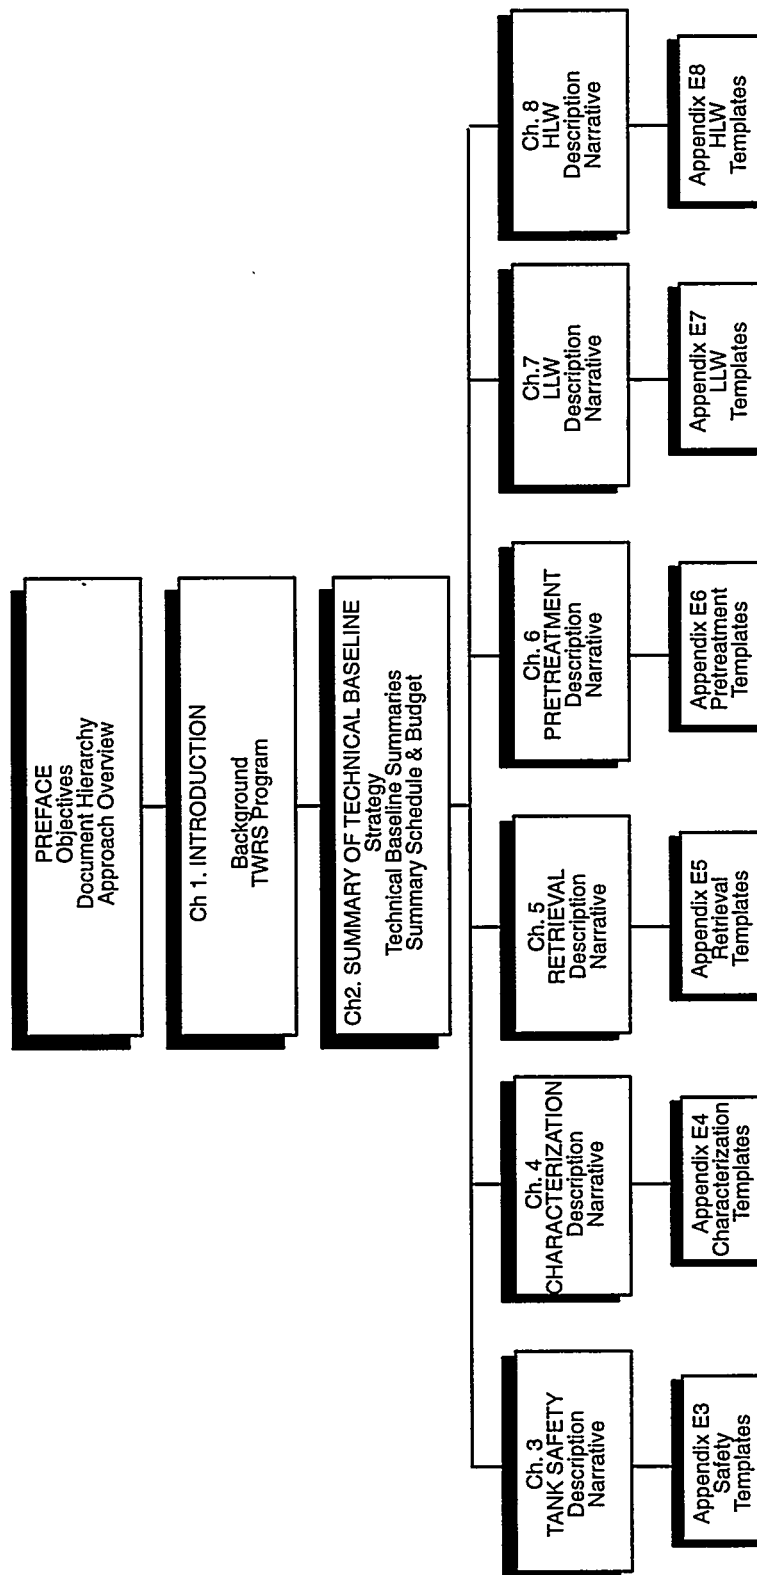 PREFACE
Objectives
Document Hierarchy
Approach Overview
Ch 1. INTRODUCTION
Background
TWRS Program
Ch2. SUMMARY OF TECHNICAL BASELINE
Strategy
Technical Baseline Summaries
Summary Schedule & Budget
Ch. 3
TANK SAFETY
Description
Narrative
Ch. 4
CHARACTERIZATION
Description
Narrative
Ch. 5
RETRIEVAL
Description
Narrative
Ch. 6
PRETREATMENT
Description
Narrative
Ch.7
LLW
Description
Narrative
Ch. 8
HLW
Description
Narrative
Appendix E3
Safety
Templates
Appendix E4
Characterization
Templates
Appendix E5
Retrieval
Templates
Appendix E6
Pretreatment
Templates
Appendix E7
LLW
Templates
Appendix E8
HLW
Templates